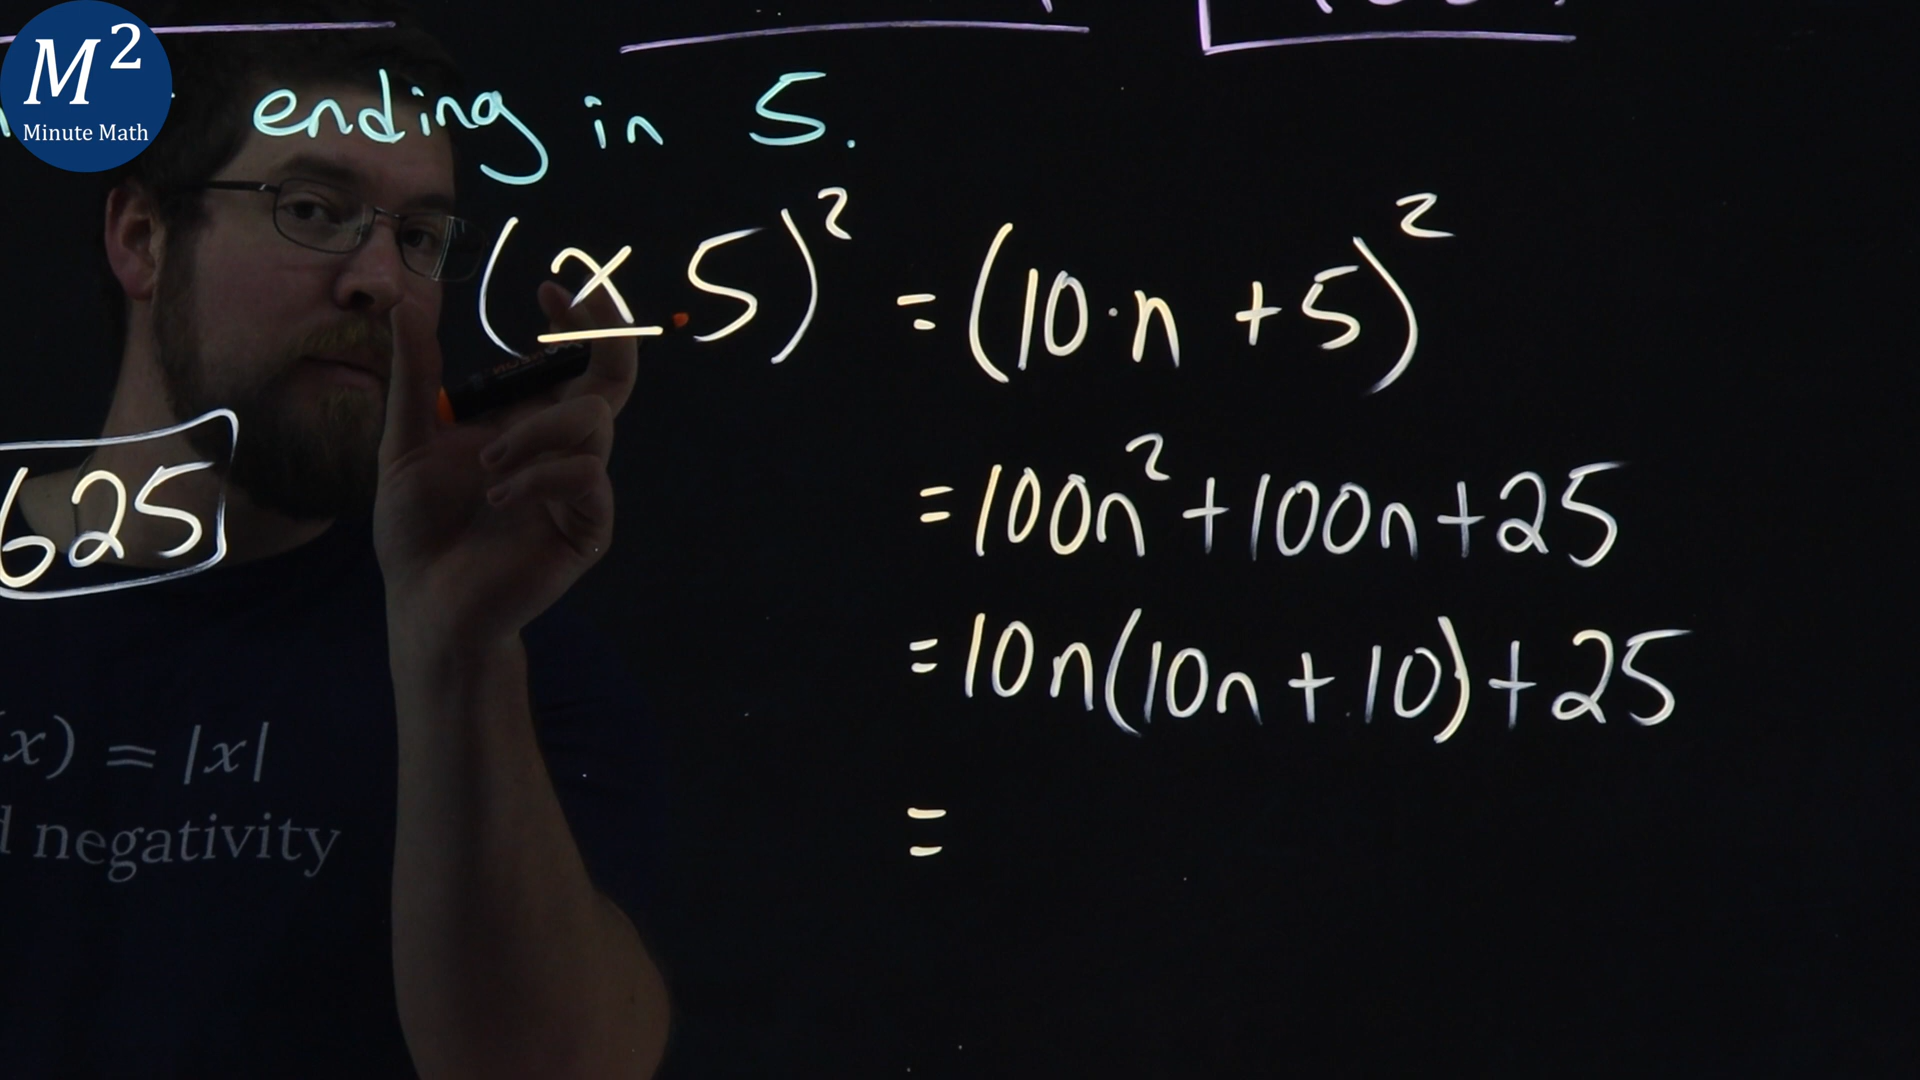 M²
Minute Math
ending in 5.
(x.5)² = (10·n + 5)²
= 100n² + 100n + 25
625
= 10n(10n + 10) + 25
x) = |x|
negativity
=